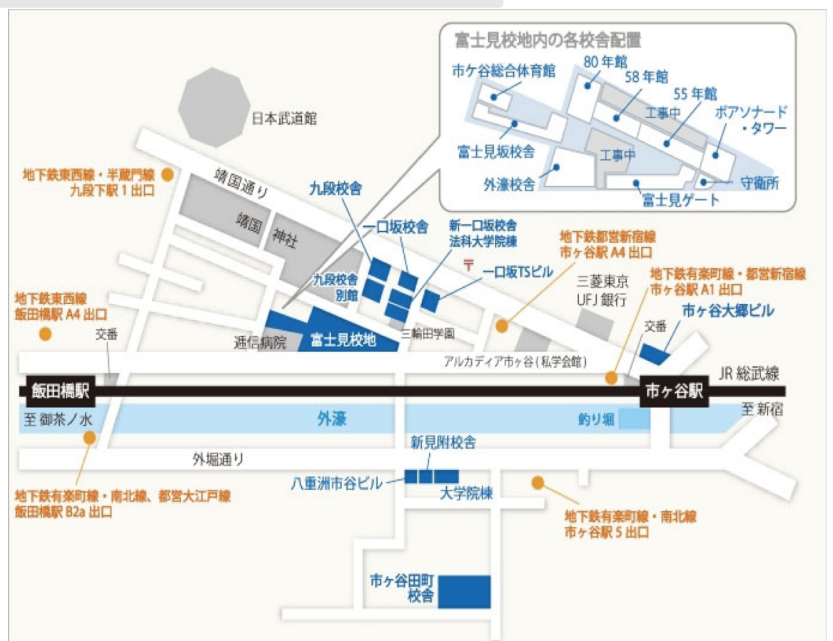 富士見校地内の各校舎配置
市ケ谷総合体育館
80年館
58年館
55年館
工事中
ボアソナード
・タワー
富士見坂校舎
工事中
外濠校舎
富士見ゲート
守衛所
日本武道館
地下鉄東西線・半蔵門線
九段下駅1出口
靖国通り
靖国 神社
九段校舎
一口坂校舎
新一口坂校舎
法科大学院棟
九段校舎
別館
〒
一口坂TSビル
地下鉄都営新宿線
市ヶ谷駅A4出口
地下鉄有楽町線・都営新宿線
市ヶ谷駅A1出口
三菱東京
UFJ銀行
地下鉄東西線
飯田橋駅A4出口
交番
逓信病院
富士見校地
三輪田学園
アルカディア市ヶ谷(私学会館)
交番
市ヶ谷大郷ビル
JR総武線
飯田橋駅
市ヶ谷駅
至 御茶ノ水
外濠
釣り堀
至 新宿
外堀通り
新見附校舎
八重洲市谷ビル
大学院棟
地下鉄有楽町線・南北線、都営大江戸線
飯田橋駅B2a出口
地下鉄有楽町線・南北線
市ヶ谷駅5出口
市ヶ谷田町
校舎